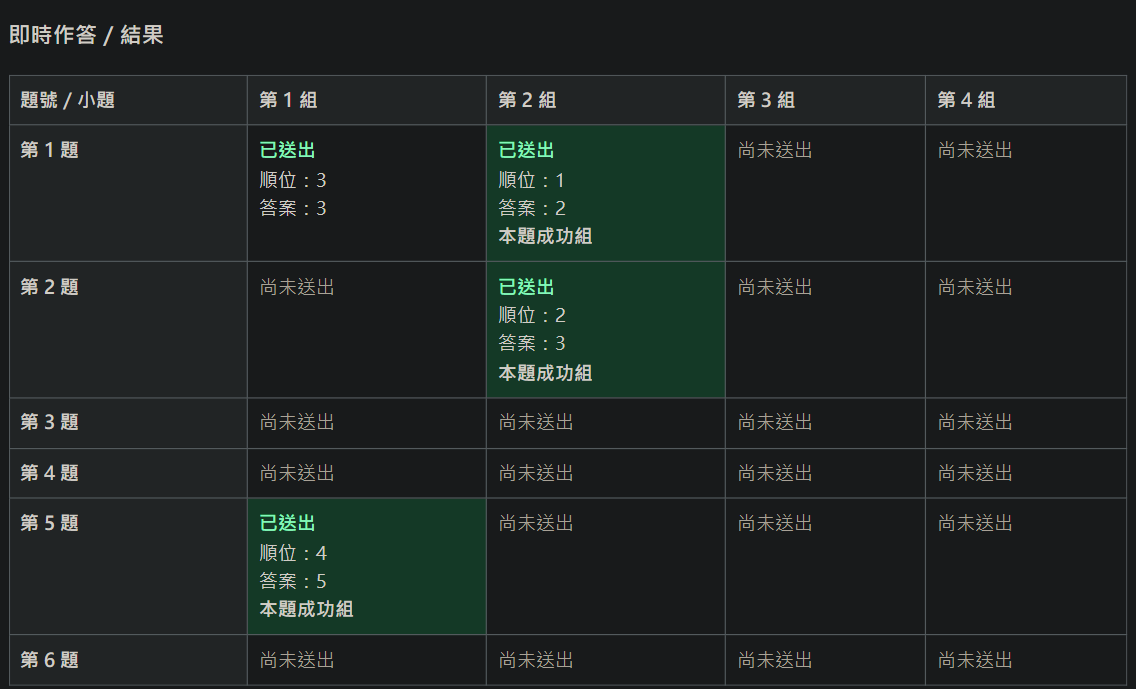 即時作答 / 結果
題號 / 小題 第 1 組 第 2 組 第 3 組 第 4 組
第 1 題 已送出 已送出 尚未送出 尚未送出
順位：3 順位：1
答案：3 答案：2
本題成功組
第 2 題 尚未送出 已送出 尚未送出 尚未送出
順位：2
答案：3
本題成功組
第 3 題 尚未送出 尚未送出 尚未送出 尚未送出
第 4 題 尚未送出 尚未送出 尚未送出 尚未送出
第 5 題 已送出 尚未送出 尚未送出 尚未送出
順位：4
答案：5
本題成功組
第 6 題 尚未送出 尚未送出 尚未送出 尚未送出